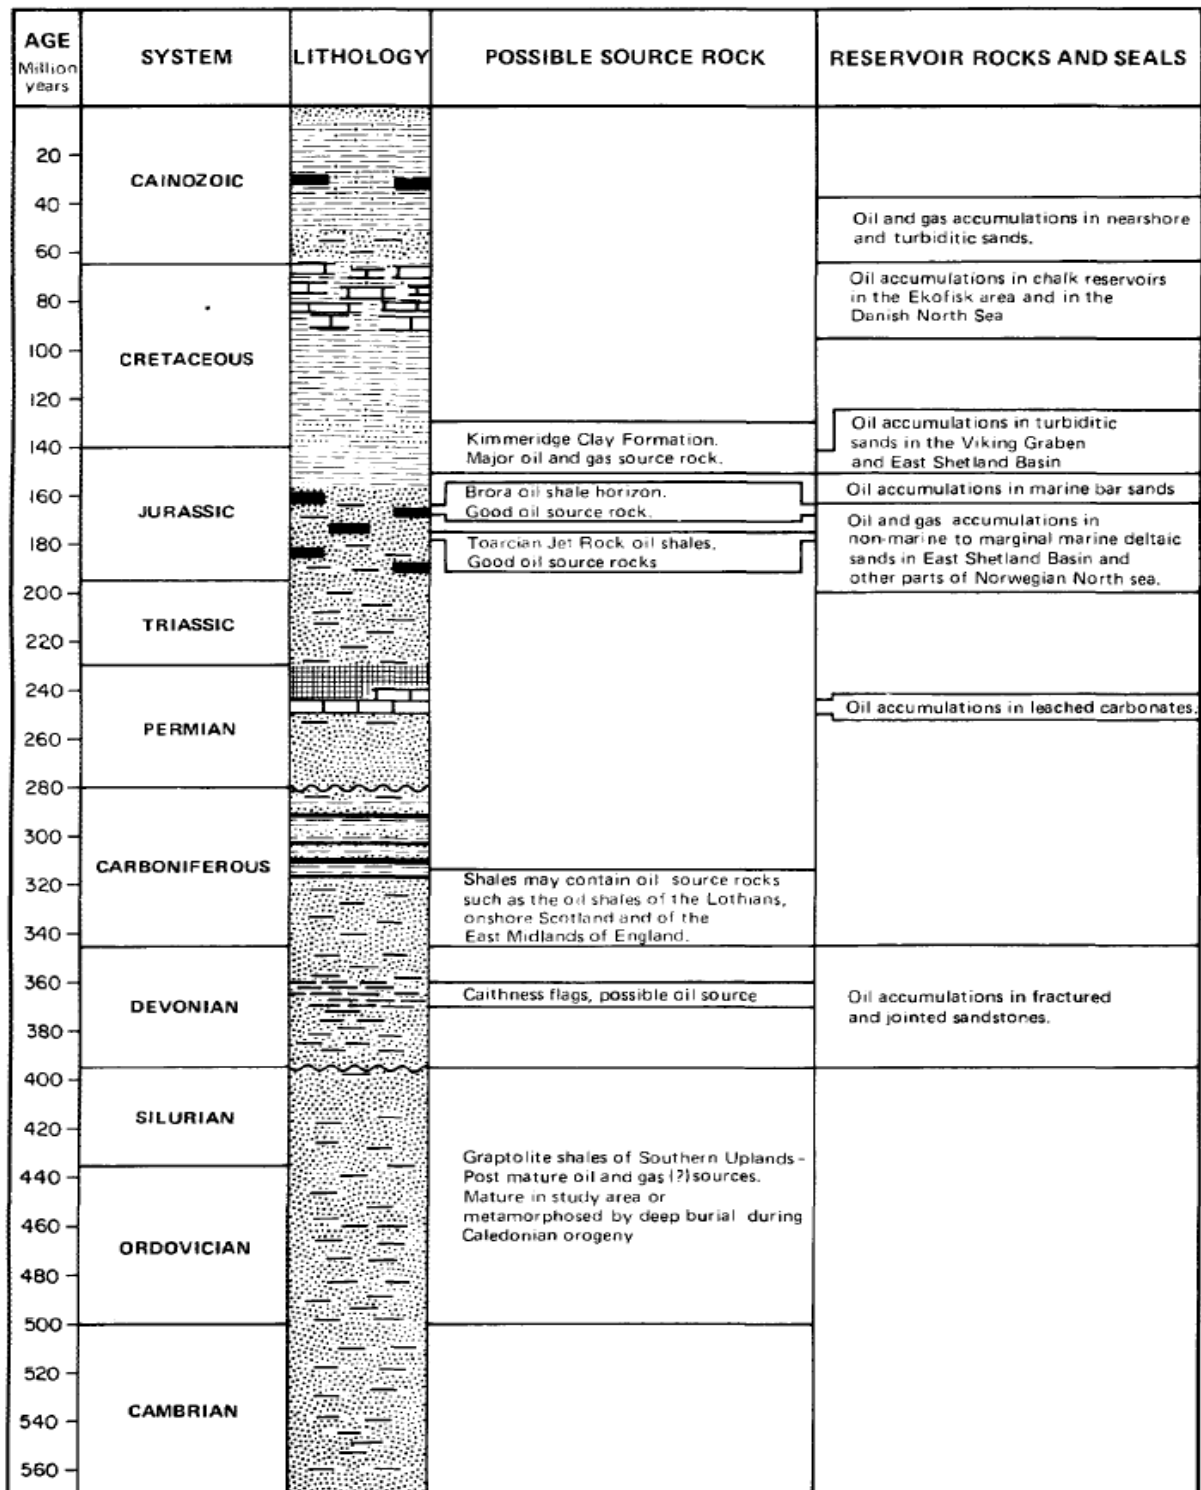 AGE
Million
years
SYSTEM
LITHOLOGY
POSSIBLE SOURCE ROCK
RESERVOIR ROCKS AND SEALS
20
40
60
80
100
120
140
160
180
200
220
240
260
280
300
320
340
360
380
400
420
440
460
480
500
520
540
560
CAINOZOIC
CRETACEOUS
JURASSIC
TRIASSIC
PERMIAN
CARBONIFEROUS
DEVONIAN
SILURIAN
ORDOVICIAN
CAMBRIAN
Kimmeridge Clay Formation.
Major oil and gas source rock.
Brora oil shale horizon.
Good oil source rock.
Toarcian Jet Rock oil shales,
Good oil source rocks
Shales may contain oil source rocks
such as the oil shales of the Lothians,
onshore Scotland and of the
East Midlands of England.
Caithness flags, possible oil source
Graptolite shales of Southern Uplands -
Post mature oil and gas (?) sources.
Mature in study area or
metamorphosed by deep burial during
Caledonian orogeny
Oil and gas accumulations in nearshore
and turbiditic sands.
Oil accumulations in chalk reservoirs
in the Ekofisk area and in the
Danish North Sea
Oil accumulations in turbiditic
sands in the Viking Graben
and East Shetland Basin
Oil accumulations in marine bar sands
Oil and gas accumulations in
non-marine to marginal marine deltaic
sands in East Shetland Basin and
other parts of Norwegian North sea.
Oil accumulations in leached carbonates.
Oil accumulations in fractured
and jointed sandstones.